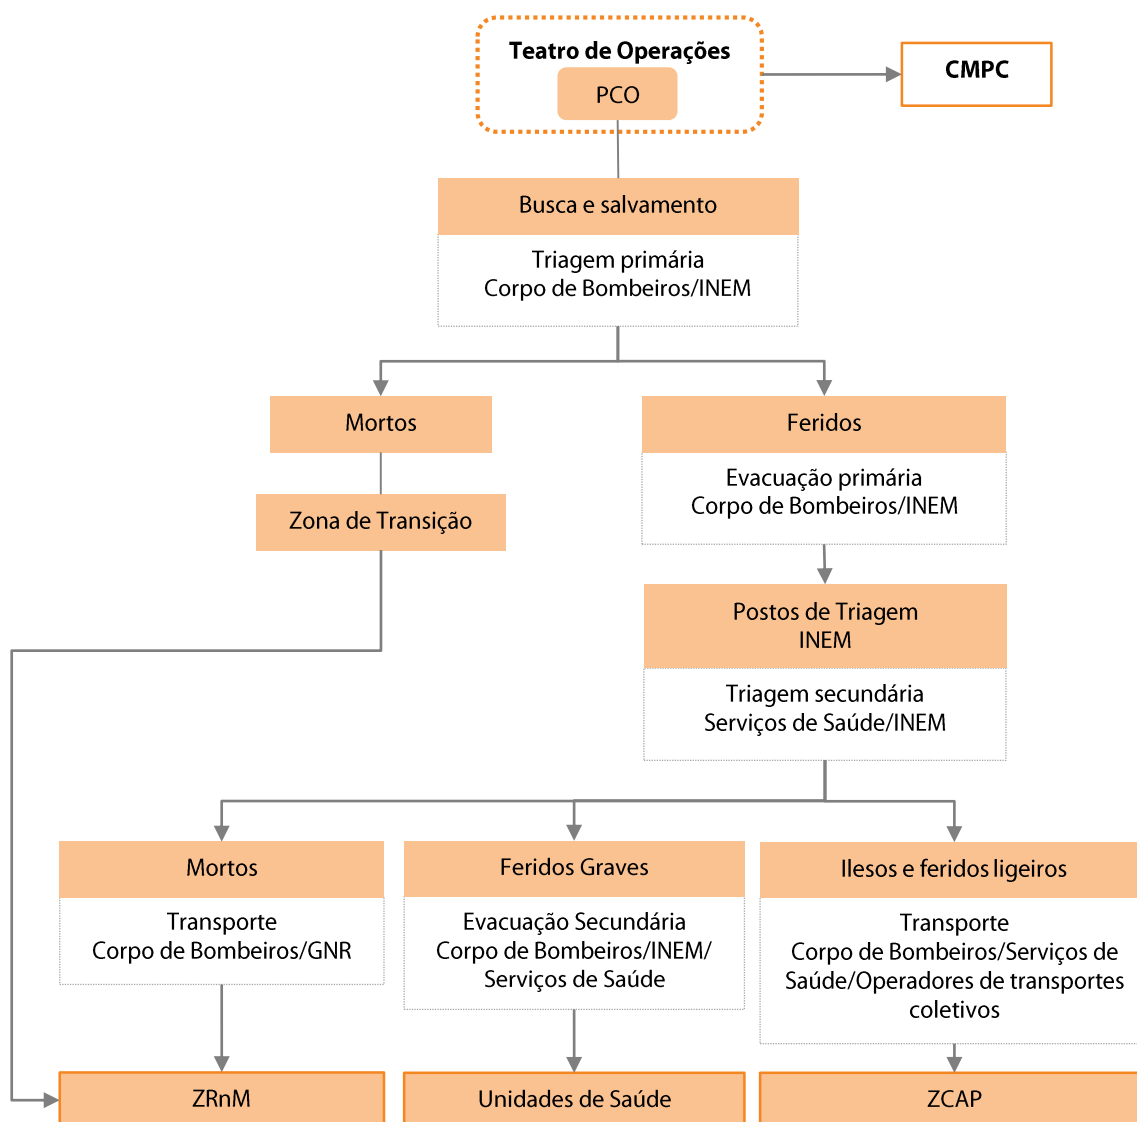 Teatro de Operações
PCO
CMPC
Busca e salvamento
Triagem primária
Corpo de Bombeiros/INEM
Mortos
Zona de Transição
Feridos
Evacuação primária
Corpo de Bombeiros/INEM
Postos de Triagem
INEM
Triagem secundária
Serviços de Saúde/INEM
Mortos
Transporte
Corpo de Bombeiros/GNR
Feridos Graves
Evacuação Secundária
Corpo de Bombeiros/INEM/
Serviços de Saúde
Ilesos e feridos ligeiros
Transporte
Corpo de Bombeiros/Serviços de
Saúde/Operadores de transportes
coletivos
ZRnM
Unidades de Saúde
ZCAP